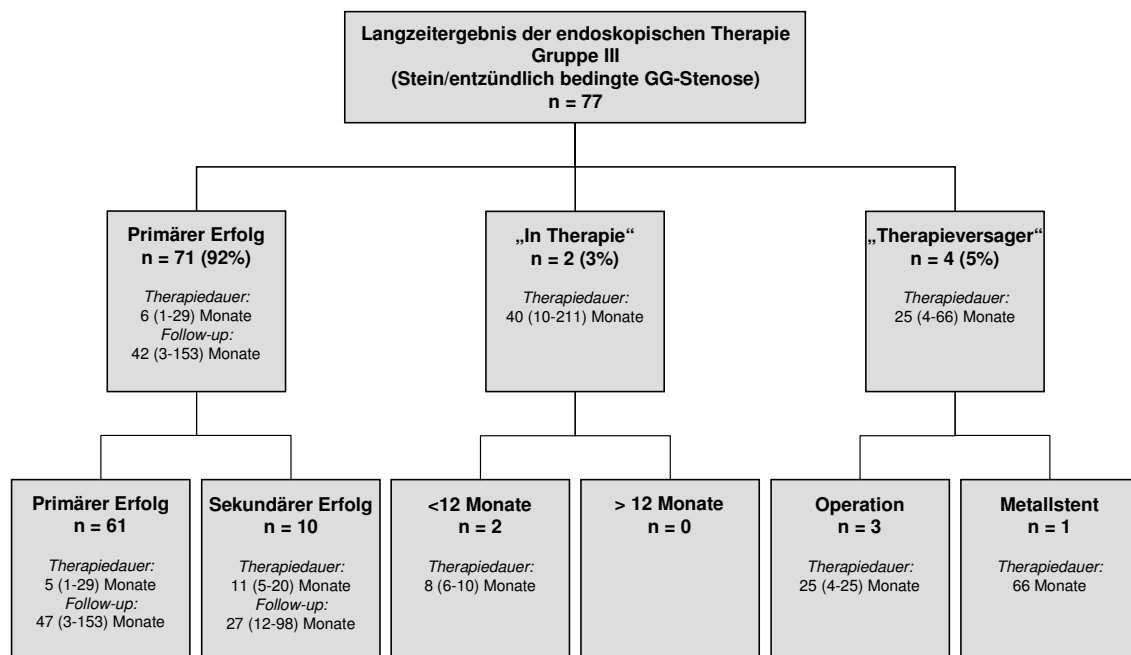 Langzeitergebnis der endoskopischen Therapie
Gruppe III
(Stein/entzündlich bedingte GG-Stenose)
n = 77
Primärer Erfolg
n = 71 (92%)
Therapiedauer:
6 (1-29) Monate
Follow-up:
42 (3-153) Monate
„In Therapie“
n = 2 (3%)
Therapiedauer:
40 (10-211) Monate
„Therapieversager“
n = 4 (5%)
Therapiedauer:
25 (4-66) Monate
Primärer Erfolg
n = 61
Therapiedauer:
5 (1-29) Monate
Follow-up:
47 (3-153) Monate
Sekundärer Erfolg
n = 10
Therapiedauer:
11 (5-20) Monate
Follow-up:
27 (12-98) Monate
<12 Monate
n = 2
Therapiedauer:
8 (6-10) Monate
> 12 Monate
n = 0
Operation
n = 3
Therapiedauer:
25 (4-25) Monate
Metallstent
n = 1
Therapiedauer:
66 Monate